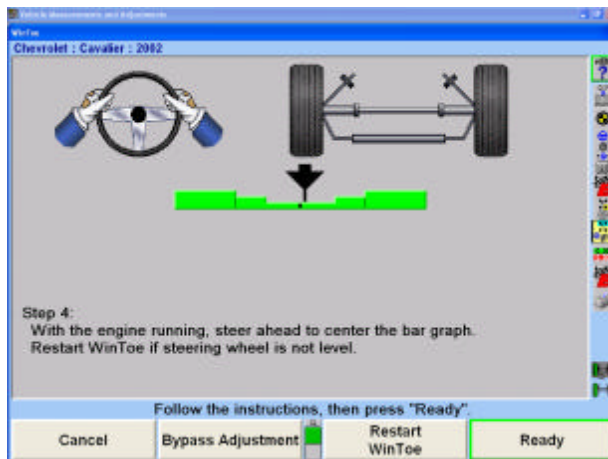 Vehicle Measurements and Adjustments
WinToe
Chevrolet : Cavalier : 2002
Step 4:
With the engine running, steer ahead to center the bar graph.
Restart WinToe if steering wheel is not level.
Follow the instructions, then press "Ready".
Cancel
Bypass Adjustment
Restart
WinToe
Ready